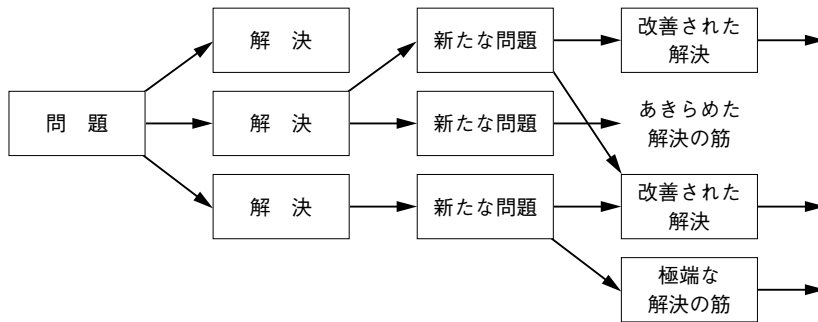 解　決
新たな問題
改善された
解決
問　題
解　決
新たな問題
あきらめた
解決の筋
解　決
新たな問題
改善された
解決
極端な
解決の筋